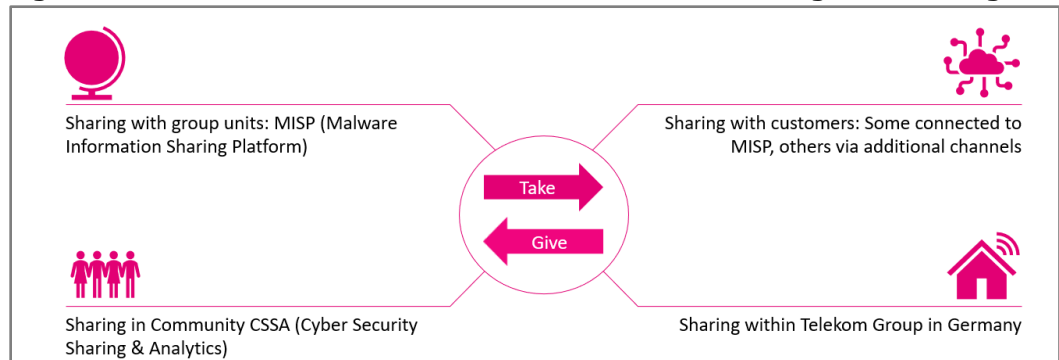 Sharing with group units: MISP (Malware
Information Sharing Platform)
Sharing with customers: Some connected to
MISP, others via additional channels
Take
Give
Sharing in Community CSSA (Cyber Security
Sharing & Analytics)
Sharing within Telekom Group in Germany